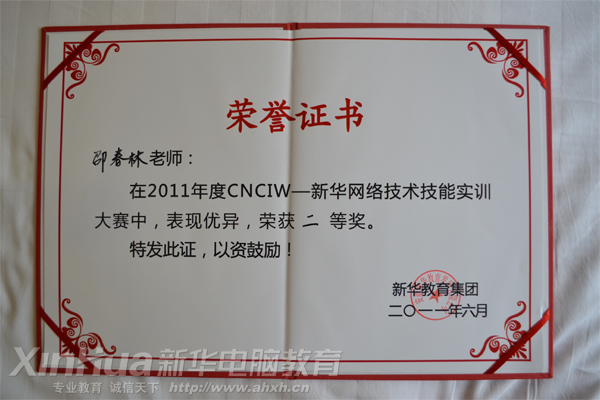 荣誉证书
邵春林老师：
在2011年度CNCIW—新华网络技术技能实训
大赛中，表现优异，荣获 二 等奖。
特发此证，以资鼓励！
新华教育集团
二〇一一年六月
Xinhua新华电脑教育
专业教育 诚信天下 http://www.ahxh.cn